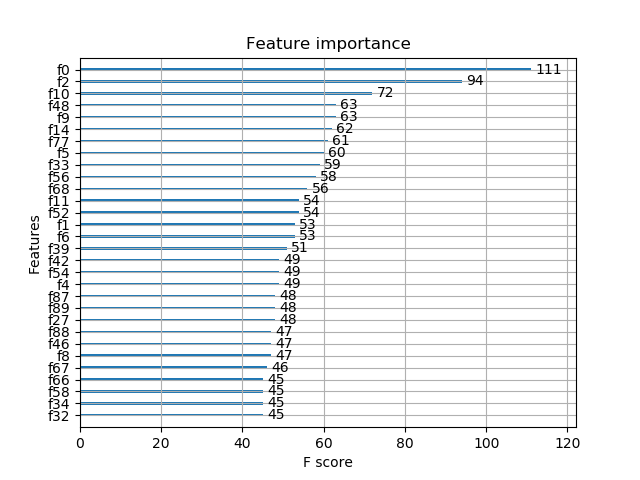 Feature importance
f0 111
f2 94
f10 72
f48 63
f9 63
f14 62
f77 61
f5 60
f33 59
f56 58
f68 56
f11 54
f52 54
f1 53
f6 53
f39 51
f42 49
f54 49
f4 49
f87 48
f89 48
f27 48
f88 47
f46 47
f8 47
f67 46
f66 45
f58 45
f34 45
f32 45
Features
0 20 40 60 80 100 120
F score